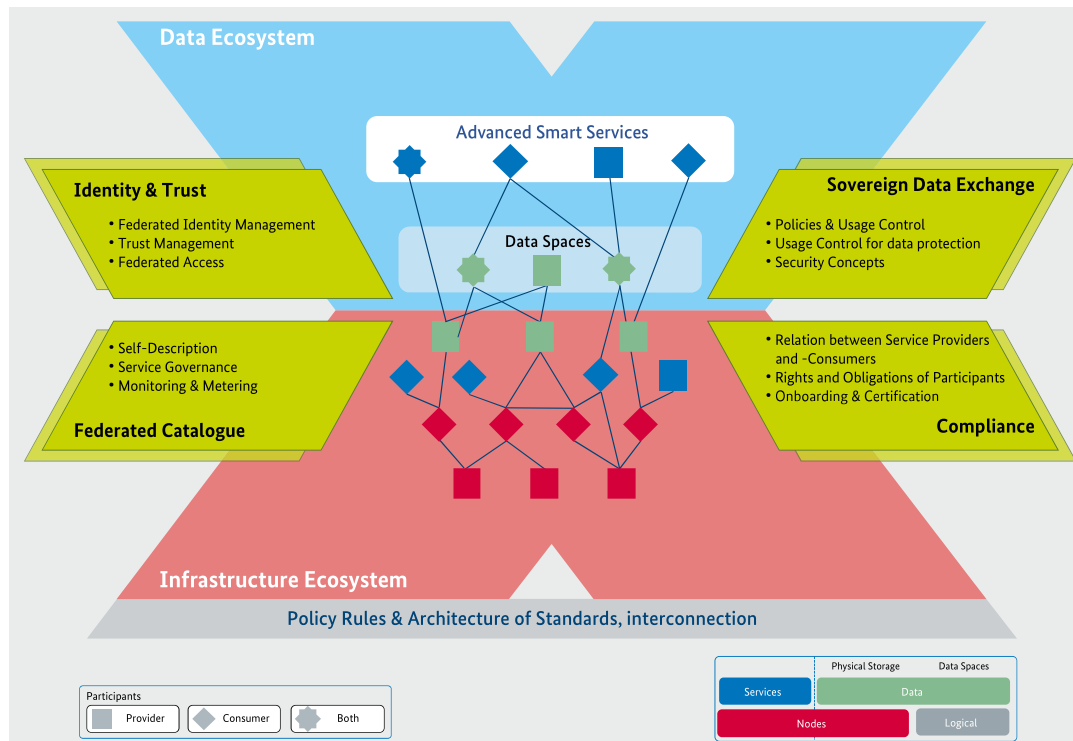 Data Ecosystem
Advanced Smart Services
Identity & Trust
• Federated Identity Management
• Trust Management
• Federated Access
Sovereign Data Exchange
• Policies & Usage Control
• Usage Control for data protection
• Security Concepts
Data Spaces
• Self-Description
• Service Governance
• Monitoring & Metering
Federated Catalogue
• Relation between Service Providers
and -Consumers
• Rights and Obligations of Participants
• Onboarding & Certification
Compliance
Infrastructure Ecosystem
Policy Rules & Architecture of Standards, interconnection
Participants
Provider
Consumer
Both
Physical Storage
Data Spaces
Services
Data
Nodes
Logical